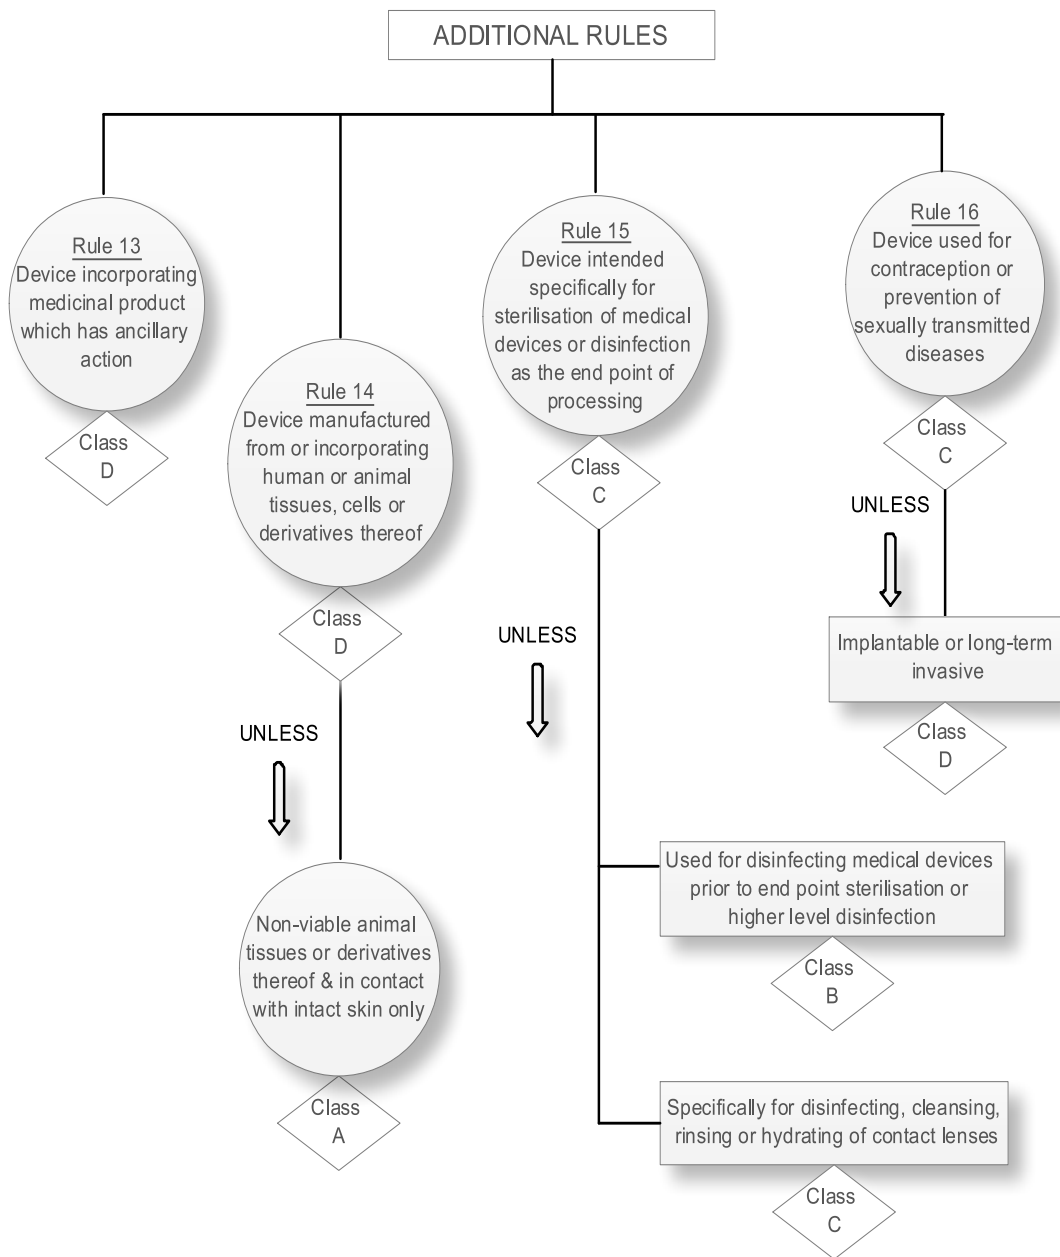 ADDITIONAL RULES
Rule 13
Device incorporating
medicinal product
which has ancillary
action
Class
D
Rule 14
Device manufactured
from or incorporating
human or animal
tissues, cells or
derivatives thereof
Class
D
UNLESS
Non-viable animal
tissues or derivatives
thereof & in contact
with intact skin only
Class
A
Rule 15
Device intended
specifically for
sterilisation of medical
devices or disinfection
as the end point of
processing
Class
C
UNLESS
Used for disinfecting medical devices
prior to end point sterilisation or
higher level disinfection
Class
B
Specifically for disinfecting, cleansing,
rinsing or hydrating of contact lenses
Class
C
Rule 16
Device used for
contraception or
prevention of
sexually transmitted
diseases
Class
C
UNLESS
Implantable or long-term
invasive
Class
D